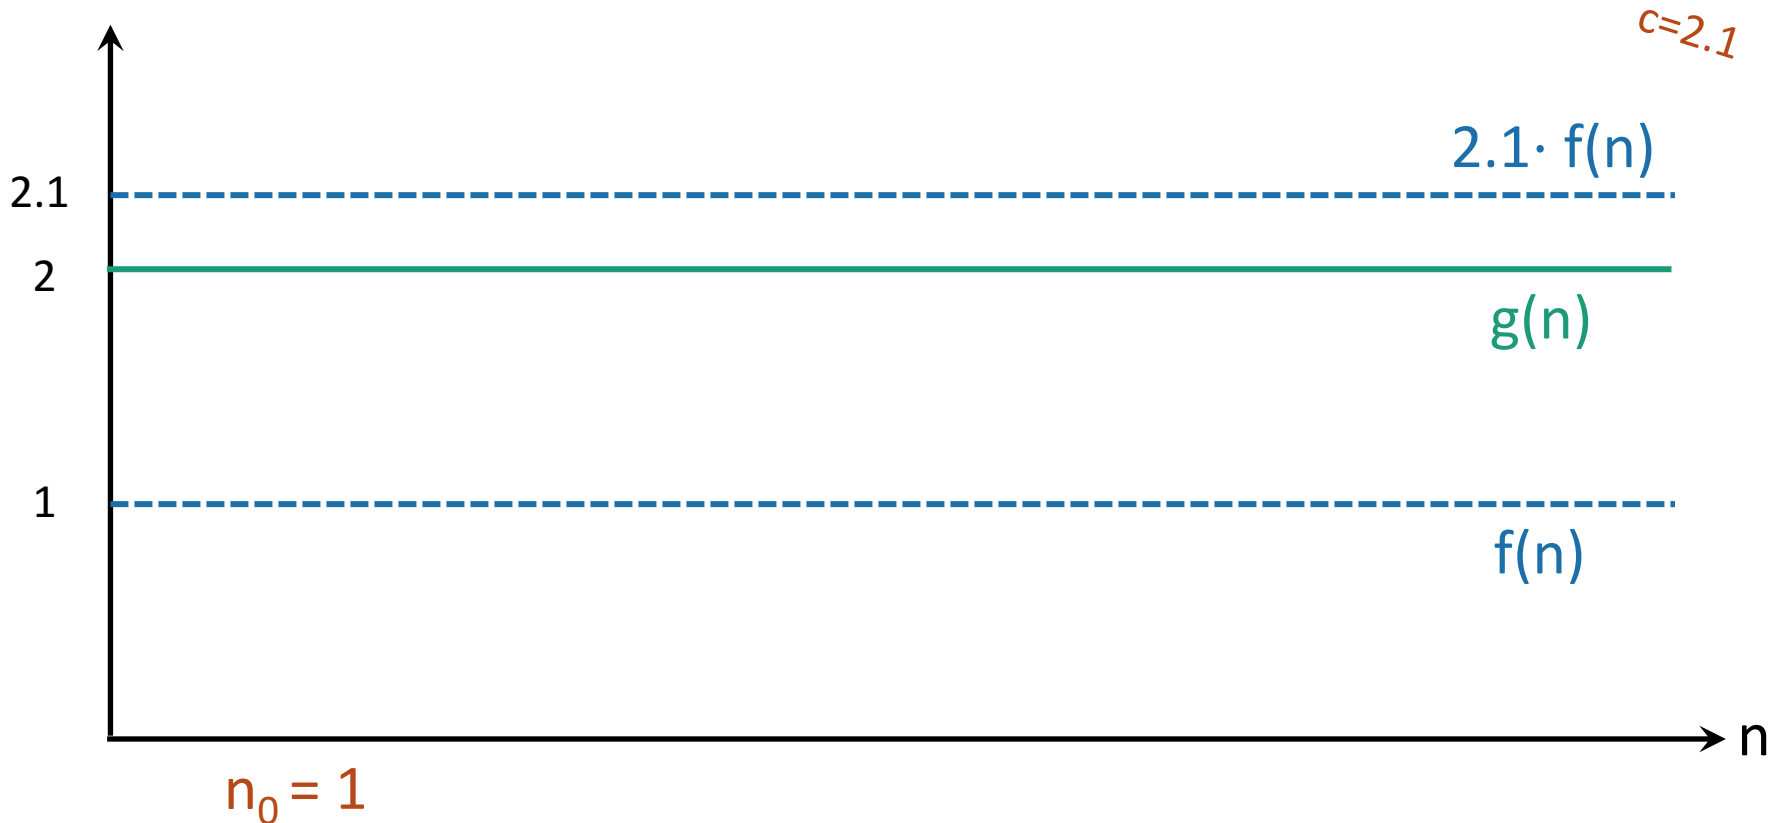 c=2.1
2.1· f(n)
2.1
2
g(n)
1
f(n)
n
n₀ = 1